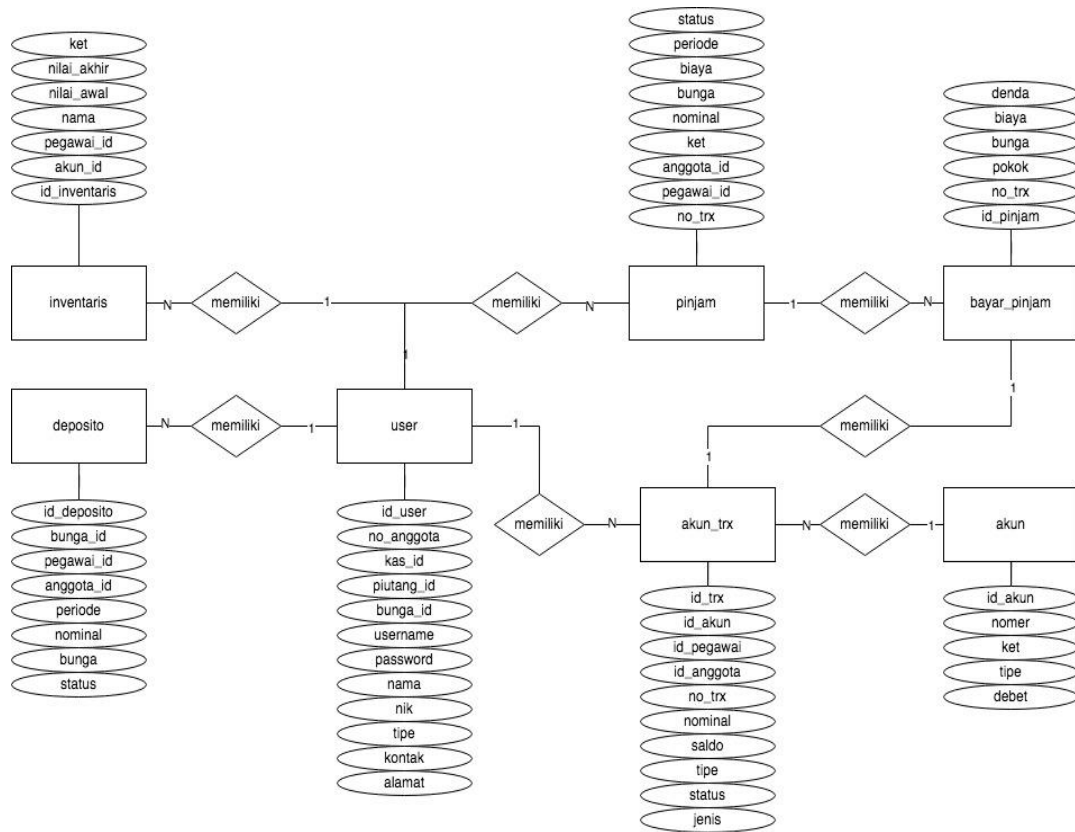 ket
nilai_akhir
nilai_awal
nama
pegawai_id
akun_id
id_inventaris
status
periode
biaya
bunga
nominal
ket
anggota_id
pegawai_id
no_trx
denda
biaya
bunga
pokok
no_trx
id_pinjam
inventaris
N
memiliki
1
1
memiliki
N
pinjam
1
memiliki
N
bayar_pinjam
deposito
N
memiliki
1
user
1
memiliki
N
1
memiliki
1
akun_trx
N
memiliki
1
akun
id_deposito
bunga_id
pegawai_id
anggota_id
periode
nominal
bunga
status
id_user
no_anggota
kas_id
piutang_id
bunga_id
username
password
nama
nik
tipe
kontak
alamat
id_trx
id_akun
id_pegawai
id_anggota
no_trx
nominal
saldo
tipe
status
jenis
id_akun
nomer
ket
tipe
debet